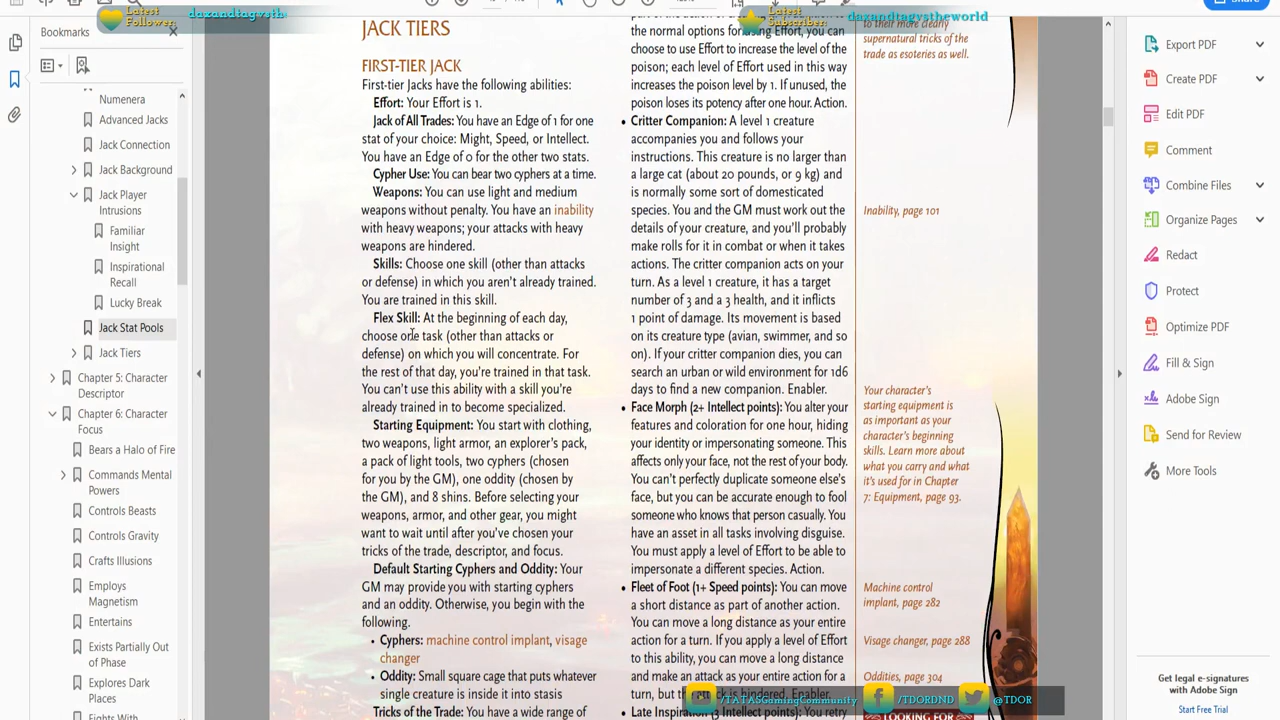 Latest
Follower:
daxandtagvsthe
Latest
Subscriber:
daxandtagvstheworld
Bookmarks
Numenera
Advanced Jacks
Jack Connection
Jack Background
Jack Player
Intrusions
Familiar
Insight
Inspirational
Recall
Lucky Break
Jack Stat Pools
Jack Tiers
Chapter 5: Character
Descriptor
Chapter 6: Character
Focus
Bears a Halo of Fire
Commands Mental
Powers
Controls Beasts
Controls Gravity
Crafts Illusions
Employs
Magnetism
Entertains
Exists Partially Out
of Phase
Explores Dark
Places
Fights With
JACK TIERS
FIRST-TIER JACK
First-tier Jacks have the following abilities:
Effort: Your Effort is 1.
Jack of All Trades: You have an Edge of 1 for one
stat of your choice: Might, Speed, or Intellect.
You have an Edge of 0 for the other two stats.
Cypher Use: You can bear two cyphers at a time.
Weapons: You can use light and medium
weapons without penalty. You have an inability
with heavy weapons; your attacks with heavy
weapons are hindered.
Skills: Choose one skill (other than attacks
or defense) in which you aren't already trained.
You are trained in this skill.
Flex Skill: At the beginning of each day,
choose one task (other than attacks or
defense) on which you will concentrate. For
the rest of that day, you're trained in that task.
You can't use this ability with a skill you're
already trained in to become specialized.
Starting Equipment: You start with clothing,
two weapons, light armor, an explorer's pack,
a pack of light tools, two cyphers (chosen
for you by the GM), one oddity (chosen by
the GM), and 8 shins. Before selecting your
weapons, armor, and other gear, you might
want to wait until after you've chosen your
tricks of the trade, descriptor, and focus.
Default Starting Cyphers and Oddity: Your
GM may provide you with starting cyphers
and an oddity. Otherwise, you begin with the
following.
• Cyphers: machine control implant, visage
changer
• Oddity: Small square cage that puts whatever
single creature is inside it into stasis
Tricks of the Trade: You have a wide range of
the normal options for using Effort, you can
choose to use Effort to increase the level of the
poison; each level of Effort used in this way
increases the poison level by 1. If unused, the
poison loses its potency after one hour. Action.
• Critter Companion: A level 1 creature
accompanies you and follows your
instructions. This creature is no larger than
a large cat (about 20 pounds, or 9 kg) and
is normally some sort of domesticated
species. You and the GM must work out the
details of your creature, and you'll probably
make rolls for it in combat or when it takes
actions. The critter companion acts on your
turn. As a level 1 creature, it has a target
number of 3 and a 3 health, and it inflicts
1 point of damage. Its movement is based
on its creature type (avian, swimmer, and so
on). If your critter companion dies, you can
search an urban or wild environment for 1d6
days to find a new companion. Enabler.
• Face Morph (2+ Intellect points): You alter your
features and coloration for one hour, hiding
your identity or impersonating someone. This
affects only your face, not the rest of your body.
You can't perfectly duplicate someone else's
face, but you can be accurate enough to fool
someone who knows that person casually. You
have an asset in all tasks involving disguise.
You must apply a level of Effort to be able to
impersonate a different species. Action.
• Fleet of Foot (1+ Speed points): You can move
a short distance as part of another action.
You can move a long distance as your entire
action for a turn. If you apply a level of Effort
to this ability, you can move a long distance
and make an attack as your entire action for a
turn, but th is hindered. Enabler.
• Late Inspiration (3 Intellect points): You retry
to their more clearly
supernatural tricks of the
trade as esoteries as well.
Inability, page 101
Your character's
starting equipment is
as important as your
character's beginning
skills. Learn more about
what you carry and what
it's used for in Chapter
7: Equipment, page 93.
Machine control
implant, page 282
Visage changer, page 288
Oddities, page 304
LOOKING FOR
/TATASGaming Community
/TDORDND
@TDOR
Share
Export PDF
Create PDF
Edit PDF
Comment
Combine Files
Organize Pages
Redact
Protect
Optimize PDF
Fill & Sign
Adobe Sign
Send for Review
More Tools
Get legal e-signatures
with Adobe Sign
Start Free Trial